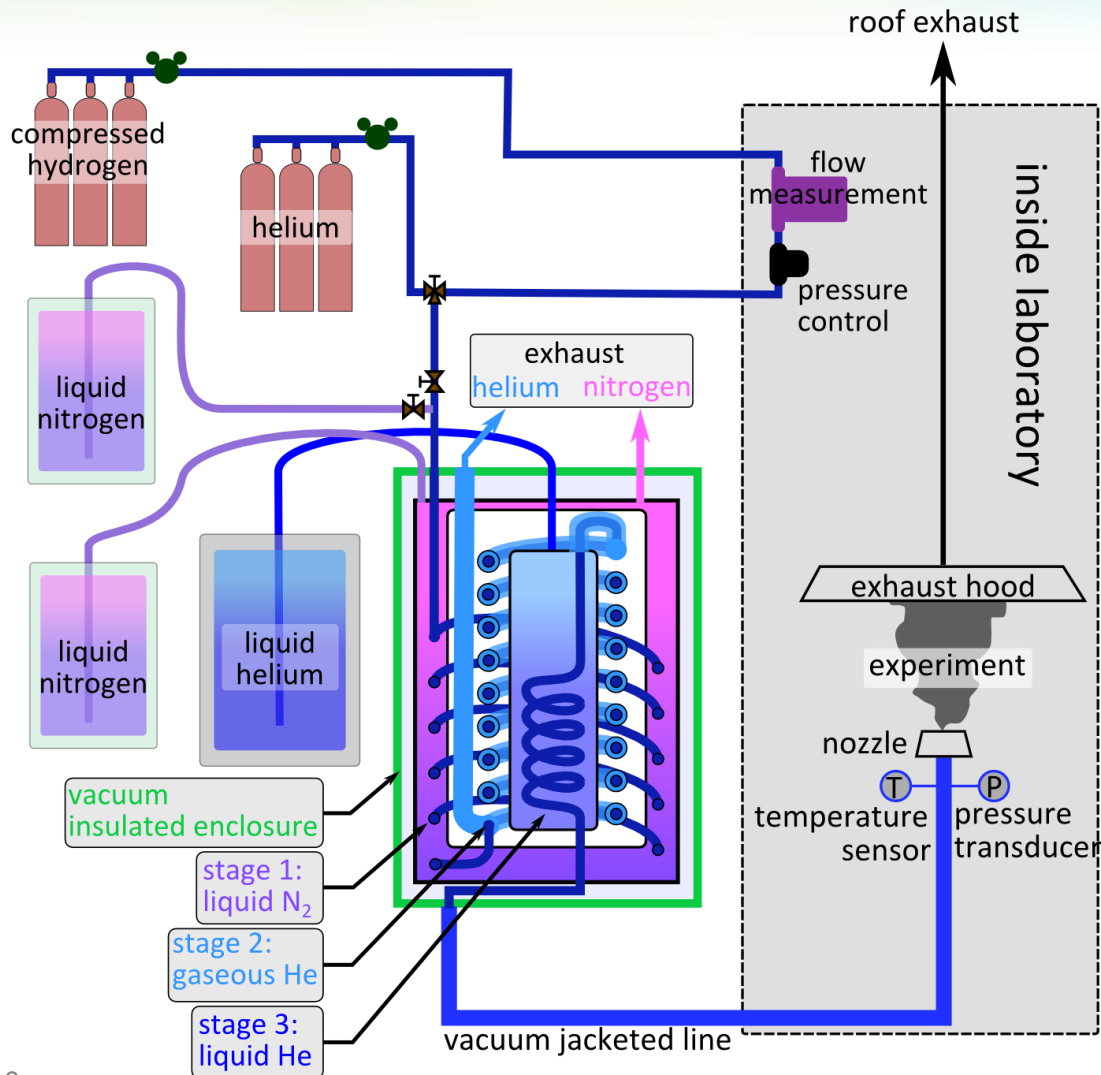 roof exhaust
compressed
hydrogen
helium
flow
measurement
pressure
control
inside laboratory
exhaust
helium nitrogen
liquid
nitrogen
liquid
nitrogen
liquid
helium
exhaust hood
experiment
nozzle
T
P
temperature
sensor
pressure
transducer
vacuum
insulated enclosure
stage 1:
liquid N₂
stage 2:
gaseous He
stage 3:
liquid He
vacuum jacketed line